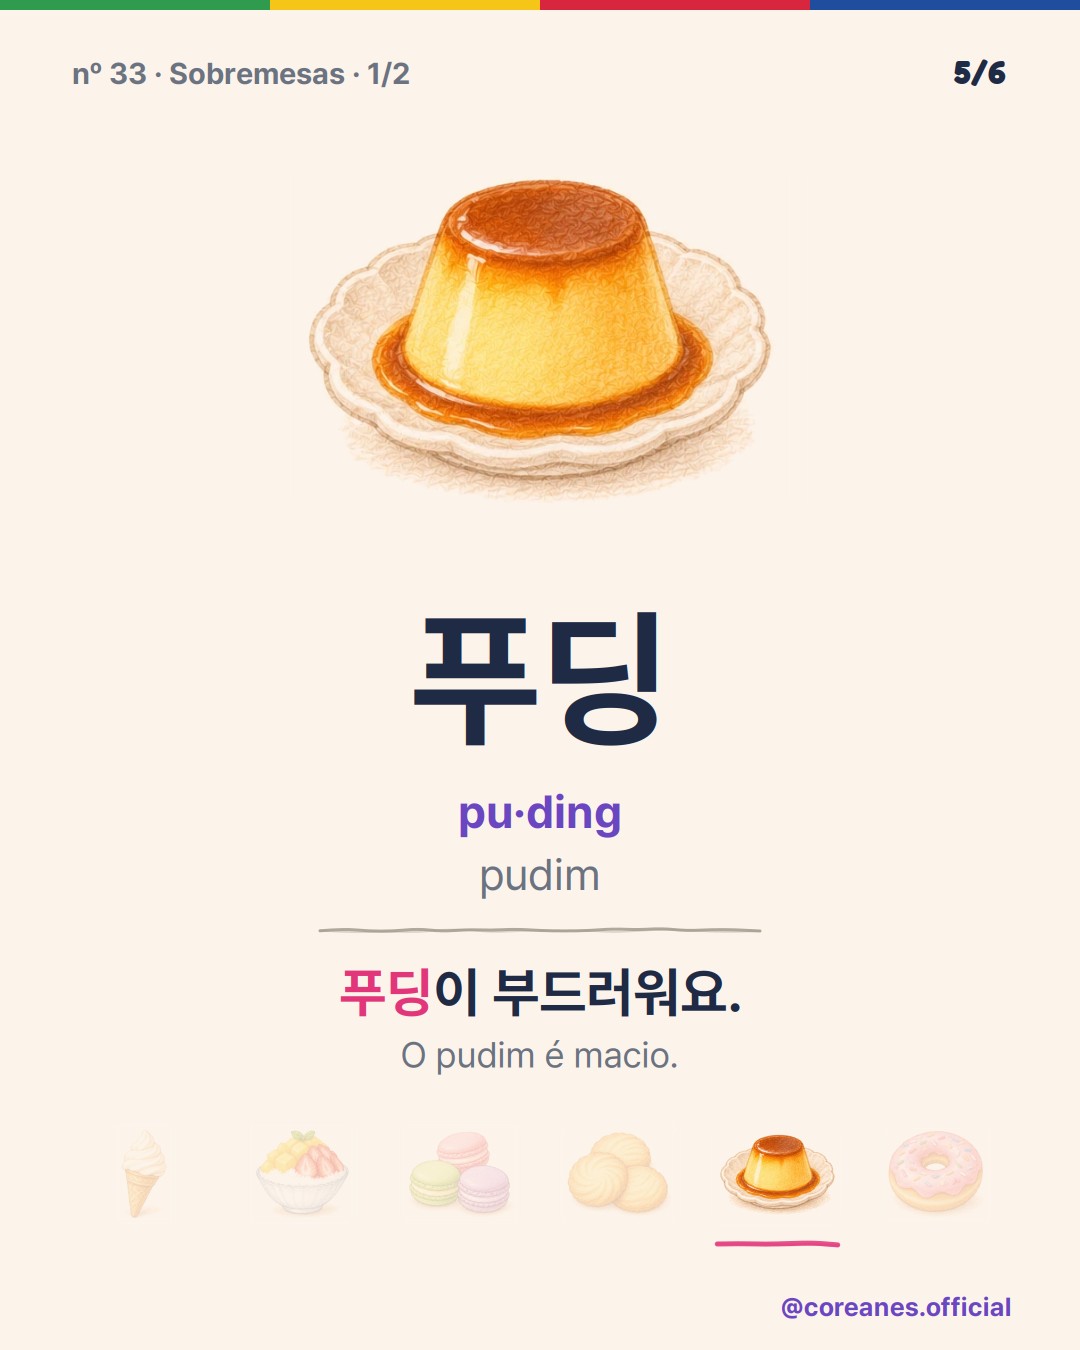 nº 33 · Sobremesas · 1/2
5/6
푸딩
pu·ding
pudim
푸딩이 부드러워요.
O pudim é macio.
@coreanes.official